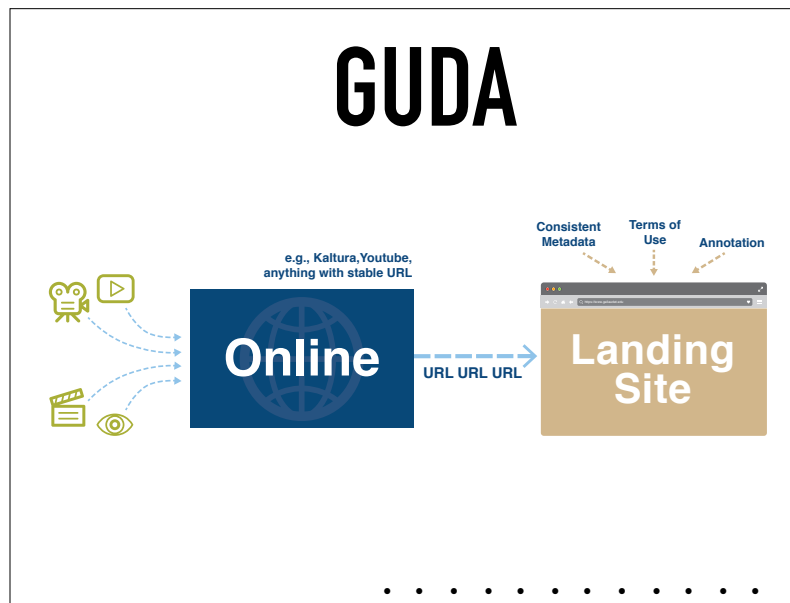 GUDA
e.g., Kaltura,Youtube,
anything with stable URL
Online
URL URL URL
Consistent
Metadata
Terms of
Use
Annotation
Landing
Site